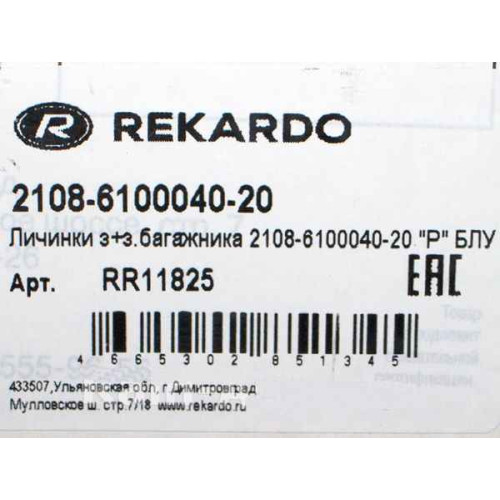 R REKARDO
2108-6100040-20
Личинки з+з.багажника 2108-6100040-20 "Р" БЛУ
Арт. RR11825 EAC
4 665302 851345
433507,Ульяновская обл, г.Димитровград
Мулловское ш. стр.7/18 www.rekardo.ru